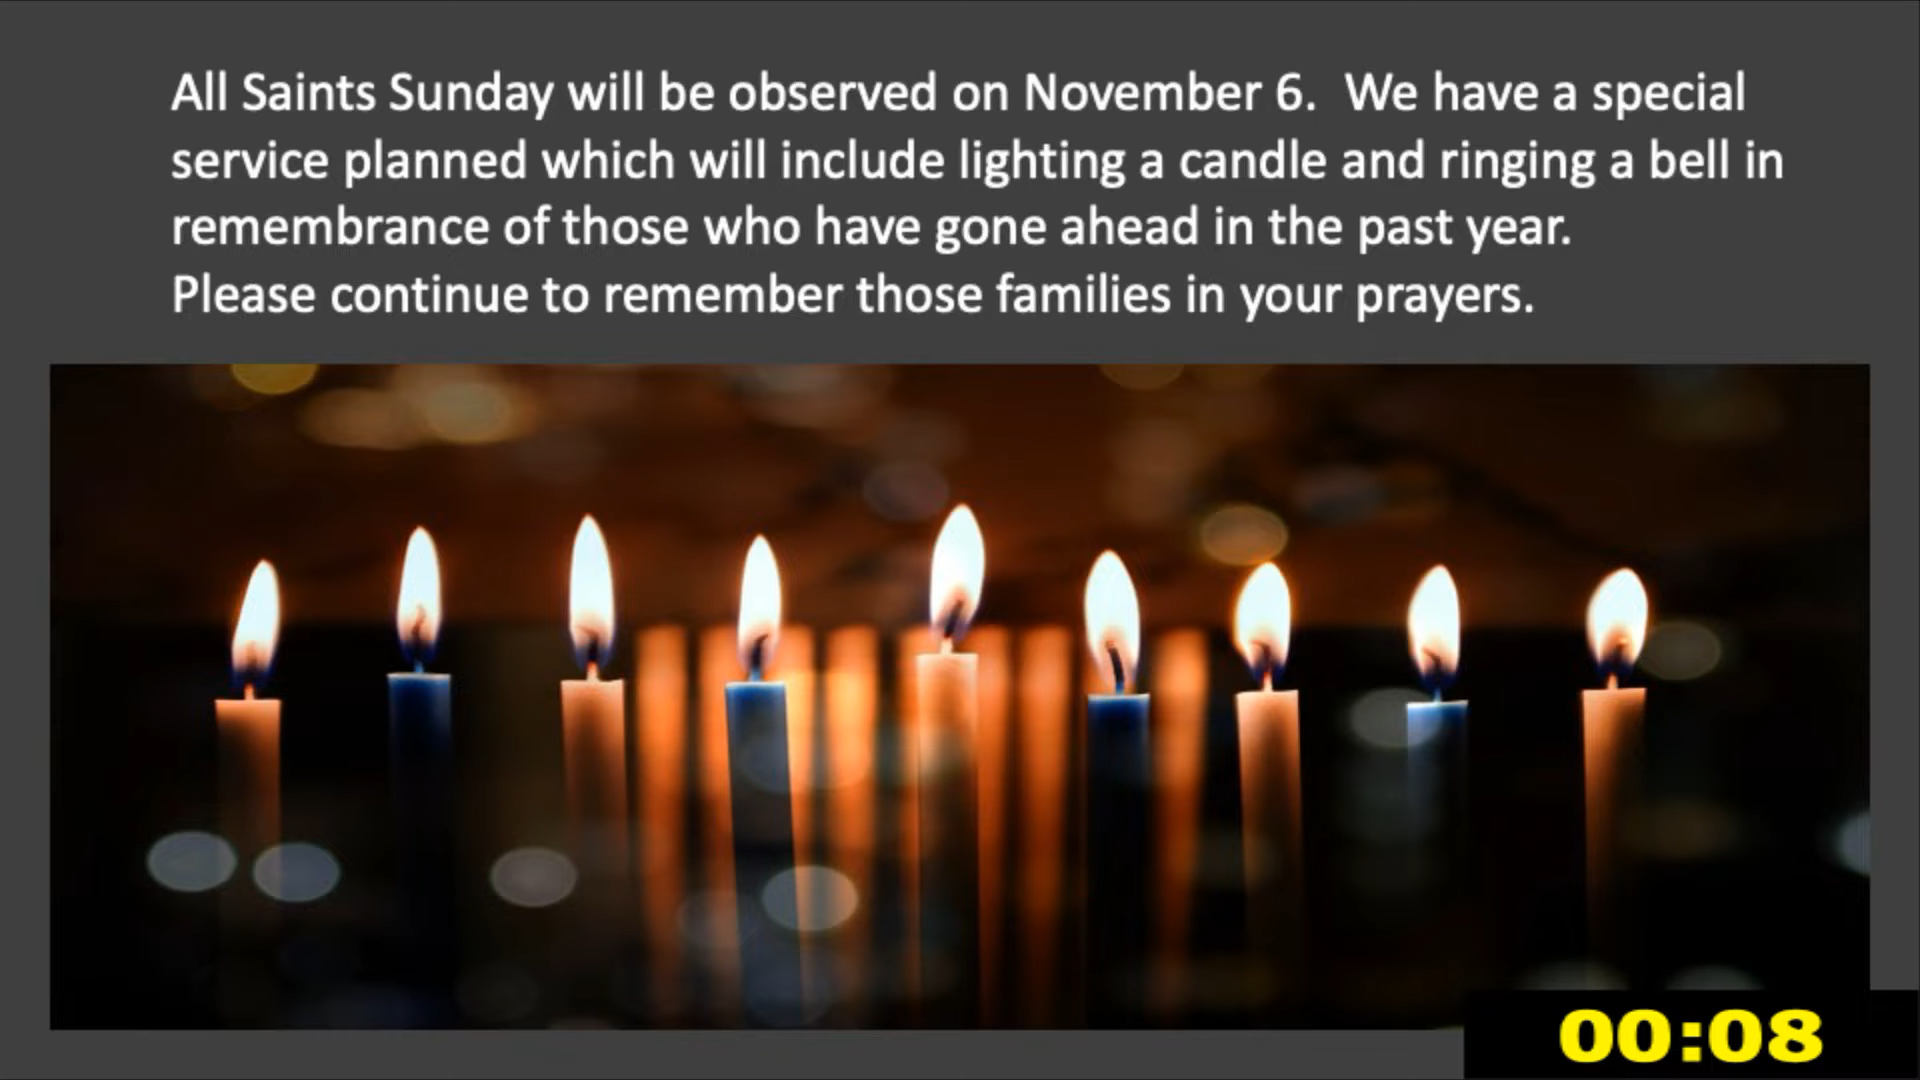 All Saints Sunday will be observed on November 6.  We have a special
service planned which will include lighting a candle and ringing a bell in
remembrance of those who have gone ahead in the past year.
Please continue to remember those families in your prayers.
00:08